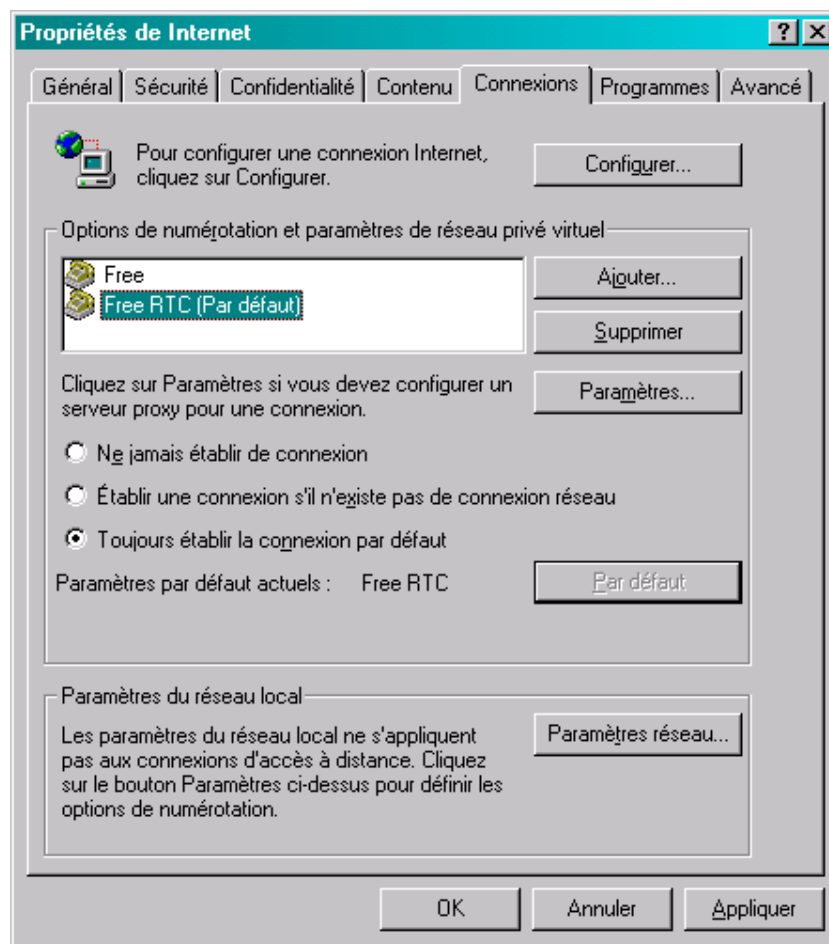 Propriétés de Internet
? X
Général Sécurité Confidentialité Contenu Connexions Programmes Avancé
Pour configurer une connexion Internet,
cliquez sur Configurer.
Configurer...
Options de numérotation et paramètres de réseau privé virtuel
Free
Free RTC (Par défaut)
Ajouter...
Supprimer
Cliquez sur Paramètres si vous devez configurer un
serveur proxy pour une connexion.
Paramètres...
Ne jamais établir de connexion
Établir une connexion s'il n'existe pas de connexion réseau
Toujours établir la connexion par défaut
Paramètres par défaut actuels : Free RTC
Par défaut
Paramètres du réseau local
Les paramètres du réseau local ne s'appliquent
pas aux connexions d'accès à distance. Cliquez
sur le bouton Paramètres ci-dessus pour définir les
options de numérotation.
Paramètres réseau...
OK Annuler Appliquer